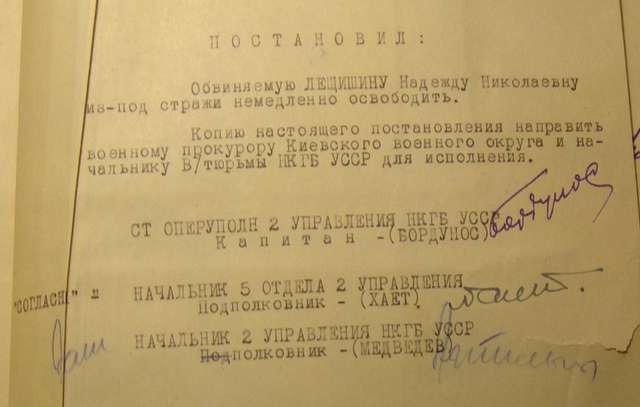 ПОСТАНОВИЛ:
Обвиняемую ЛЕЩИШИНУ Надежду Николаевну
из-под стражи немедленно освободить.
Копию настоящего постановления направить
военному прокурору Киевского военного округа и на-
чальнику В/тюрьмы НКГБ УССР для исполнения.
СТ ОПЕРУПОЛН 2 УПРАВЛЕНИЯ НКГБ УССР
Капитан -(БОРДУНОС) Бордунос
"СОГЛАСН " - НАЧАЛЬНИК 5 ОТДЕЛА 2 УПРАВЛЕНИЯ
Подполковник - (ХАЕТ)
НАЧАЛЬНИК 2 УПРАВЛЕНИЯ НКГБ УССР
Подполковник -(МЕДВЕДЕВ)